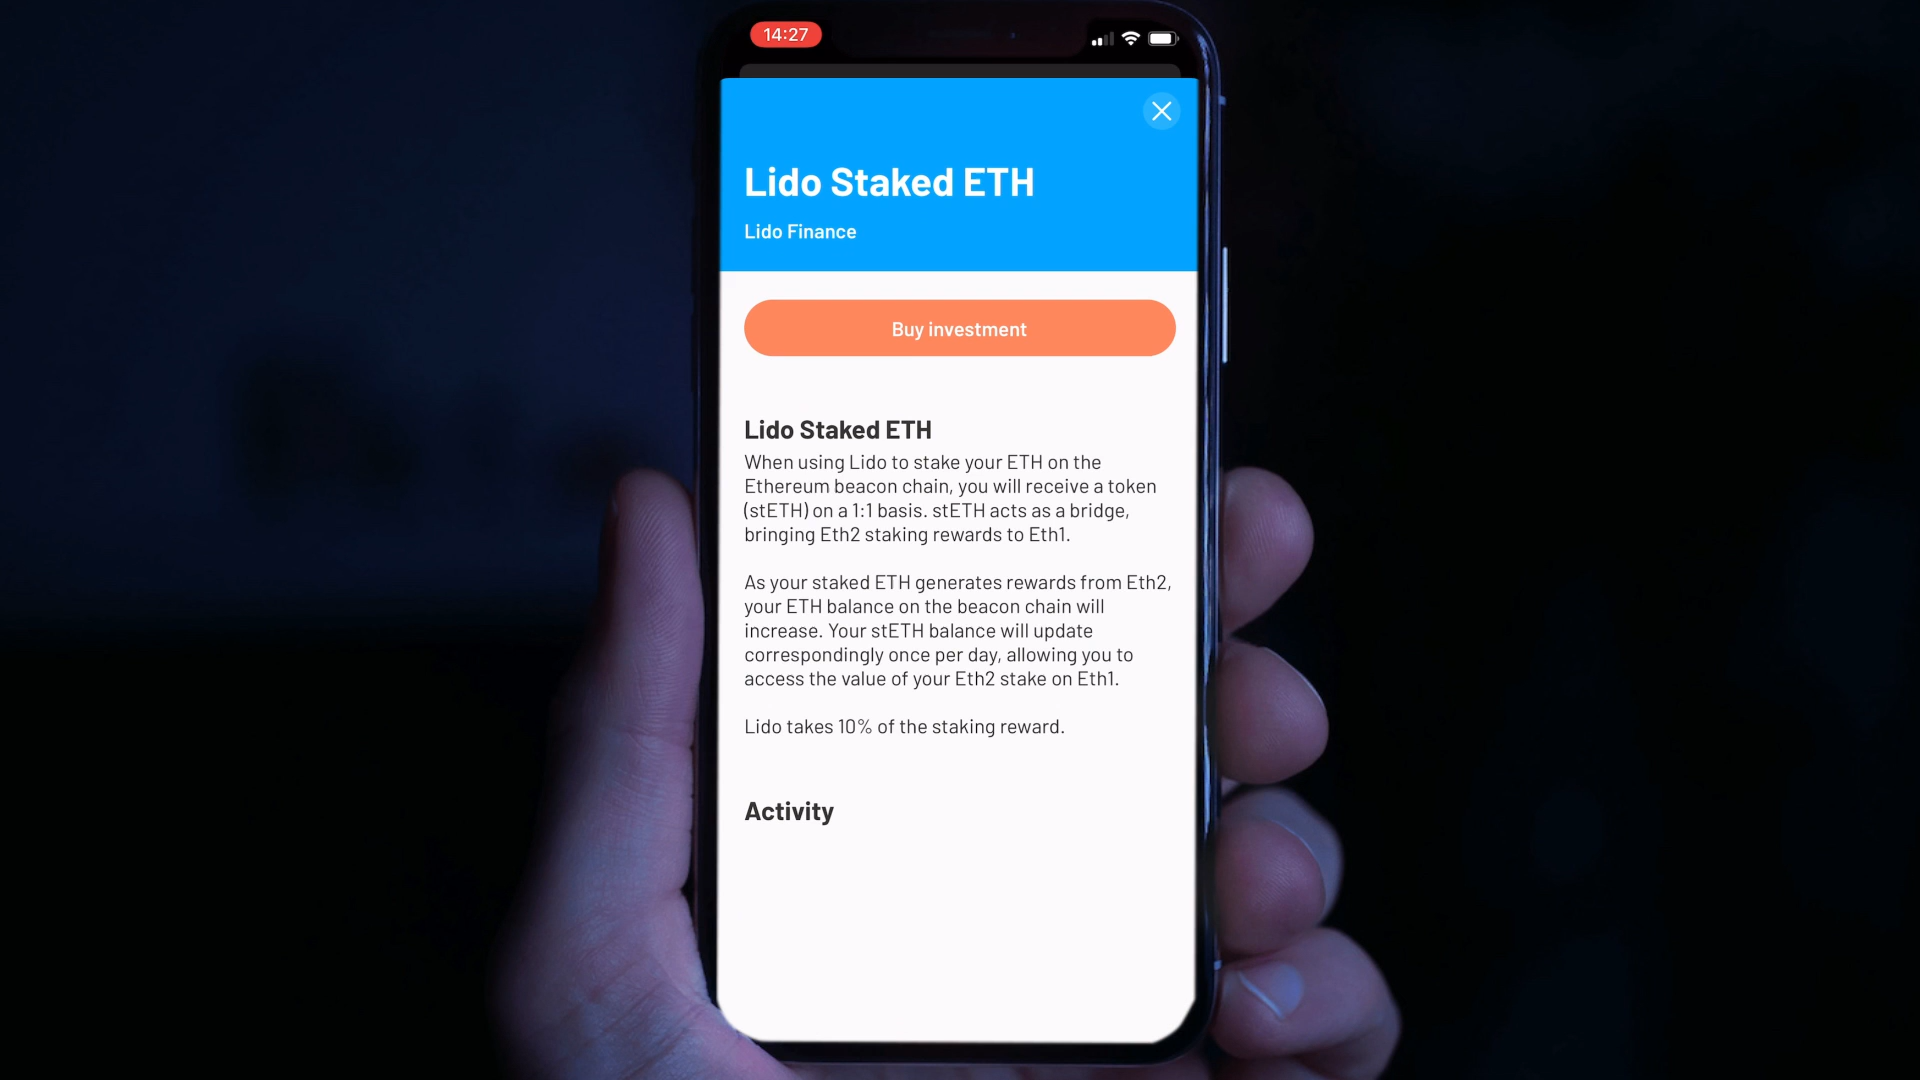 14:27
Lido Staked ETH
Lido Finance
Buy investment
Lido Staked ETH
When using Lido to stake your ETH on the
Ethereum beacon chain, you will receive a token
(stETH) on a 1:1 basis. stETH acts as a bridge,
bringing Eth2 staking rewards to Eth1.
As your staked ETH generates rewards from Eth2,
your ETH balance on the beacon chain will
increase. Your stETH balance will update
correspondingly once per day, allowing you to
access the value of your Eth2 stake on Eth1.
Lido takes 10% of the staking reward.
Activity